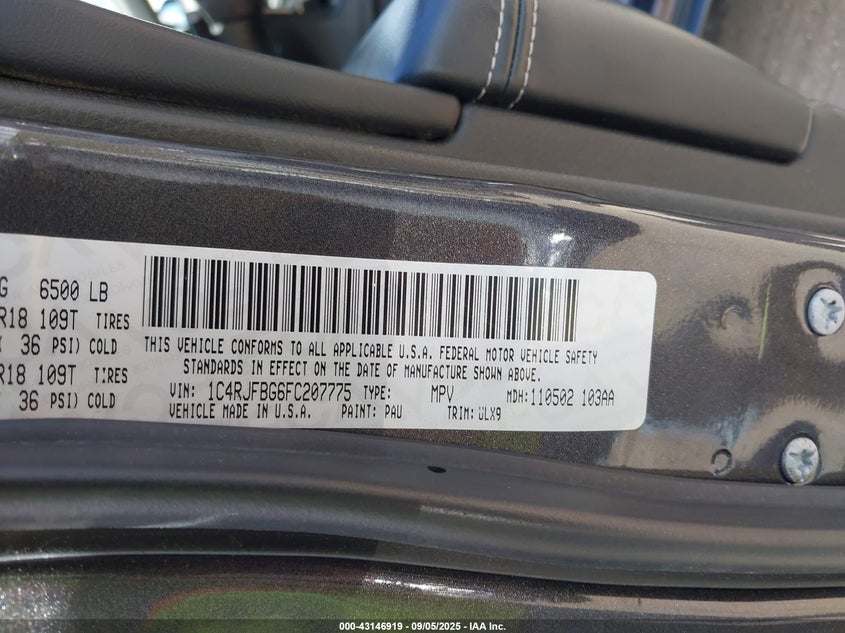 G 6500 LB
R18 109T TIRES
36 PSI) COLD
R18 109T TIRES
36 PSI) COLD
THIS VEHICLE CONFORMS TO ALL APPLICABLE U.S.A. FEDERAL MOTOR VEHICLE SAFETY
STANDARDS IN EFFECT ON THE DATE OF MANUFACTURE SHOWN ABOVE.
VIN: 1C4RJFBG6FC207775 TYPE: MPV MDH: 110502 103AA
VEHICLE MADE IN U.S.A. PAINT: PAU TRIM: ULX9
000-43146919 - 09/05/2025 - IAA Inc.